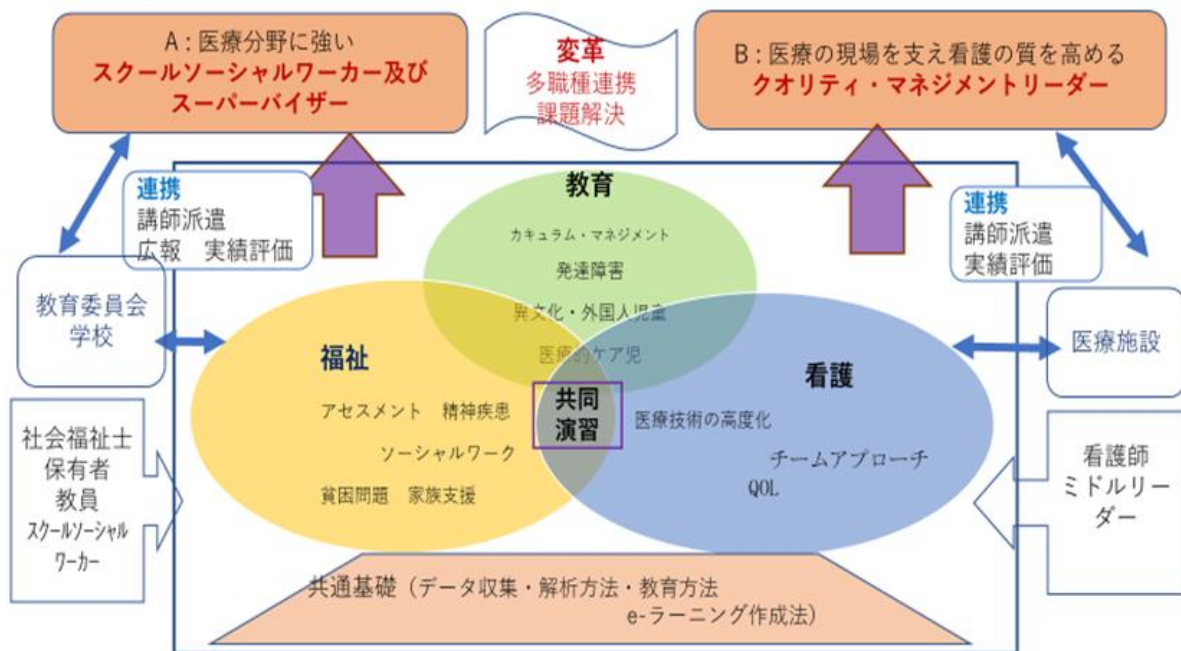 A:医療分野に強い
スクールソーシャルワーカー及び
スーパーバイザー
変革
多職種連携
課題解決
B:医療の現場を支え看護の質を高める
クオリティ・マネジメントリーダー
連携
講師派遣
広報 実績評価
教育
カキュラム・マネジメント
発達障害
異文化・外国人児童
医療的ケア児
連携
講師派遣
実績評価
教育委員会
学校
福祉
アセスメント 精神疾患
ソーシャルワーク
貧困問題 家族支援
共同
演習
看護
医療技術の高度化
チームアプローチ
QOL
医療施設
社会福祉士
保有者
教員
スクールソーシャル
ワーカー
看護師
ミドルリー
ダー
共通基礎(データ収集・解析方法・教育方法
e-ラーニング作成法)